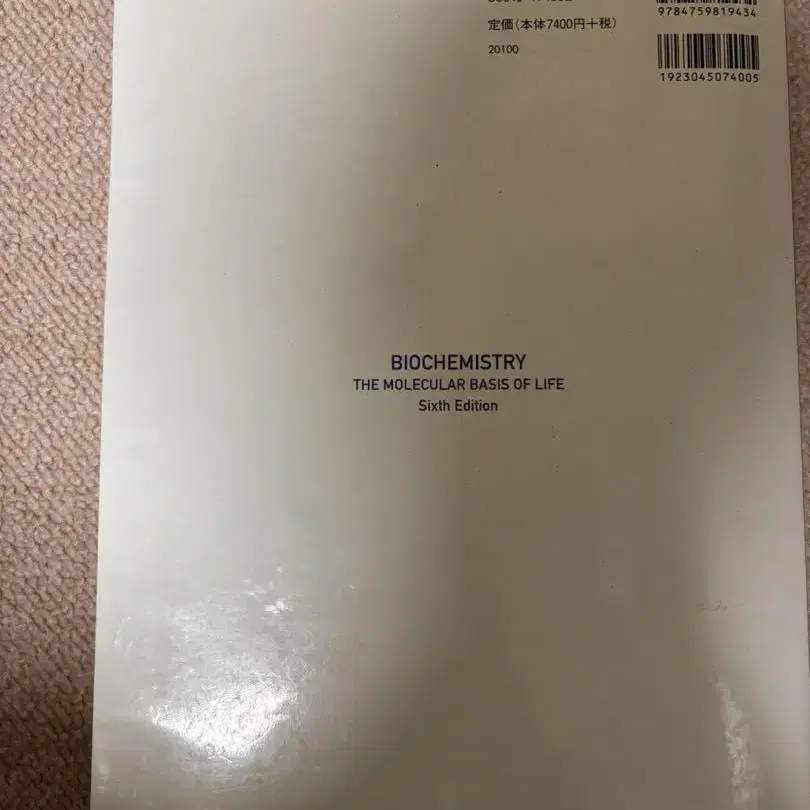 9784759819434
定価(本体7400円+税)
20100
1923045074005
BIOCHEMISTRY
THE MOLECULAR BASIS OF LIFE
Sixth Edition